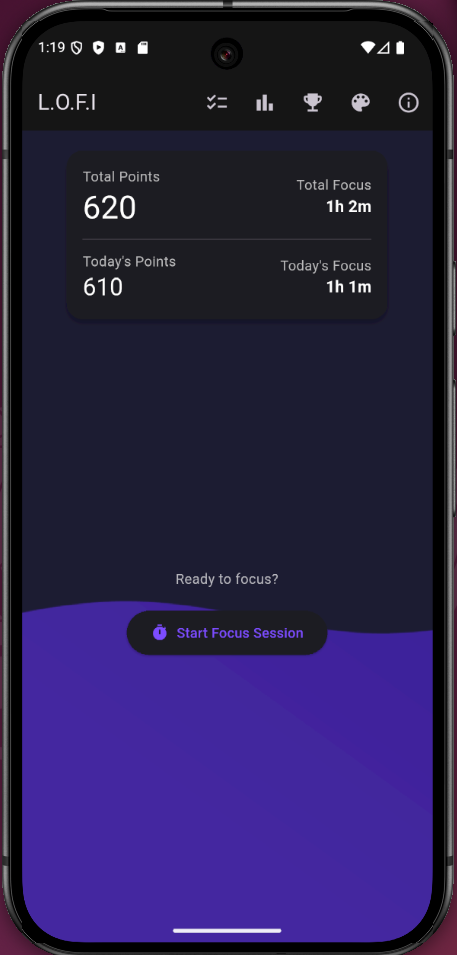 1:19
L.O.F.I
Total Points
620
Total Focus
1h 2m
Today's Points
610
Today's Focus
1h 1m
Ready to focus?
Start Focus Session